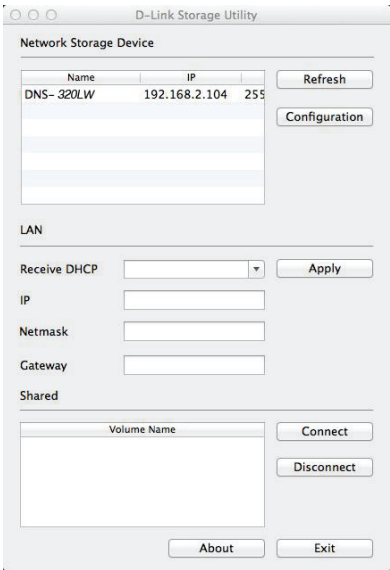 D-Link Storage Utility
Network Storage Device
Name IP
Refresh
DNS- 320LW 192.168.2.104 255
Configuration
LAN
Receive DHCP
Apply
IP
Netmask
Gateway
Shared
Volume Name
Connect
Disconnect
About
Exit